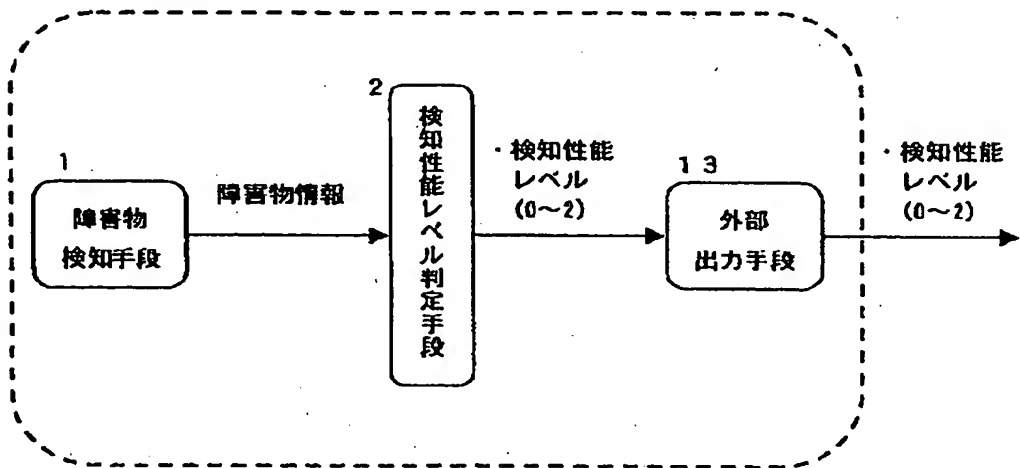 1
障害物
検知手段
障害物情報
2
検知性能レベル判定手段
・検知性能
レベル
(0～2)
13
外部
出力手段
・検知性能
レベル
(0～2)